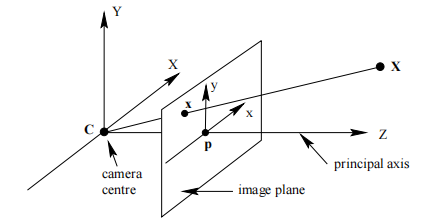 Y
X
X
y
x
x
C
p
Z
camera
centre
principal axis
image plane